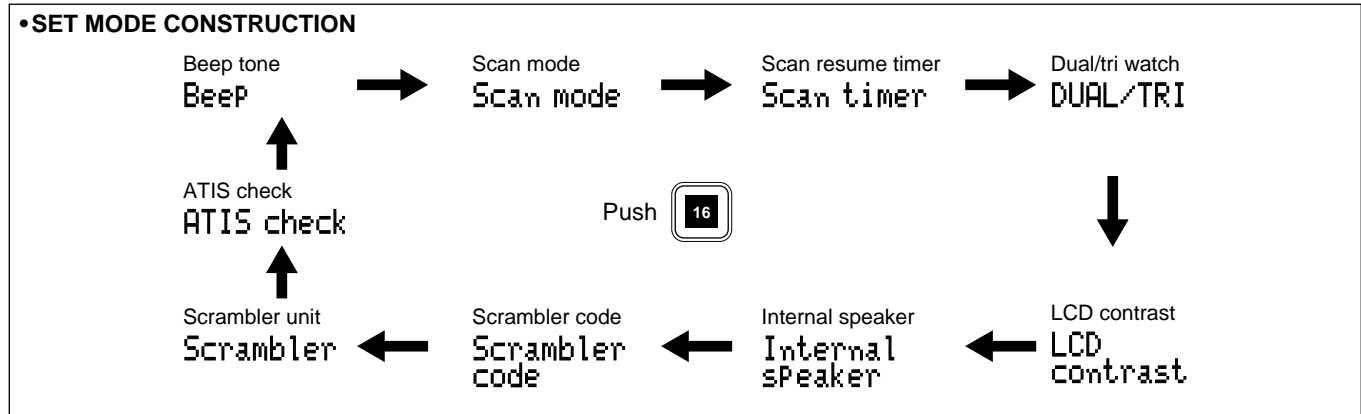 •SET MODE CONSTRUCTION
Beep tone
Beep
Scan mode
Scan mode
Scan resume timer
Scan timer
Dual/tri watch
DUAL/TRI
ATIS check
ATIS check
Push 16
Scrambler unit
Scrambler
Scrambler code
Scrambler
code
Internal speaker
Internal
speaker
LCD contrast
LCD
contrast